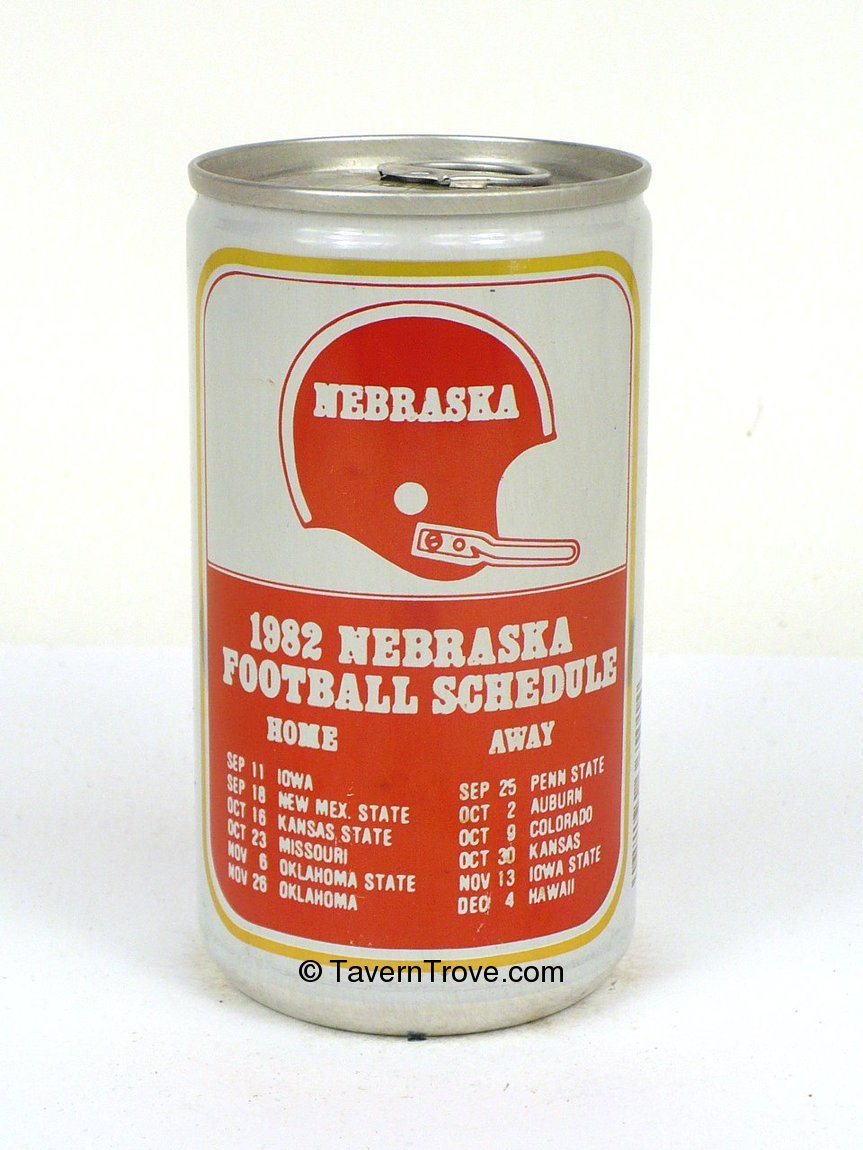 NEBRASKA
1982 NEBRASKA
FOOTBALL SCHEDULE
HOME
SEP 11 IOWA
SEP 18 NEW MEX. STATE
OCT 16 KANSAS STATE
OCT 23 MISSOURI
NOV 6 OKLAHOMA STATE
NOV 26 OKLAHOMA
AWAY
SEP 25 PENN STATE
OCT 2 AUBURN
OCT 9 COLORADO
OCT 30 KANSAS
NOV 13 IOWA STATE
DEC 4 HAWAII
© TavernTrove.com